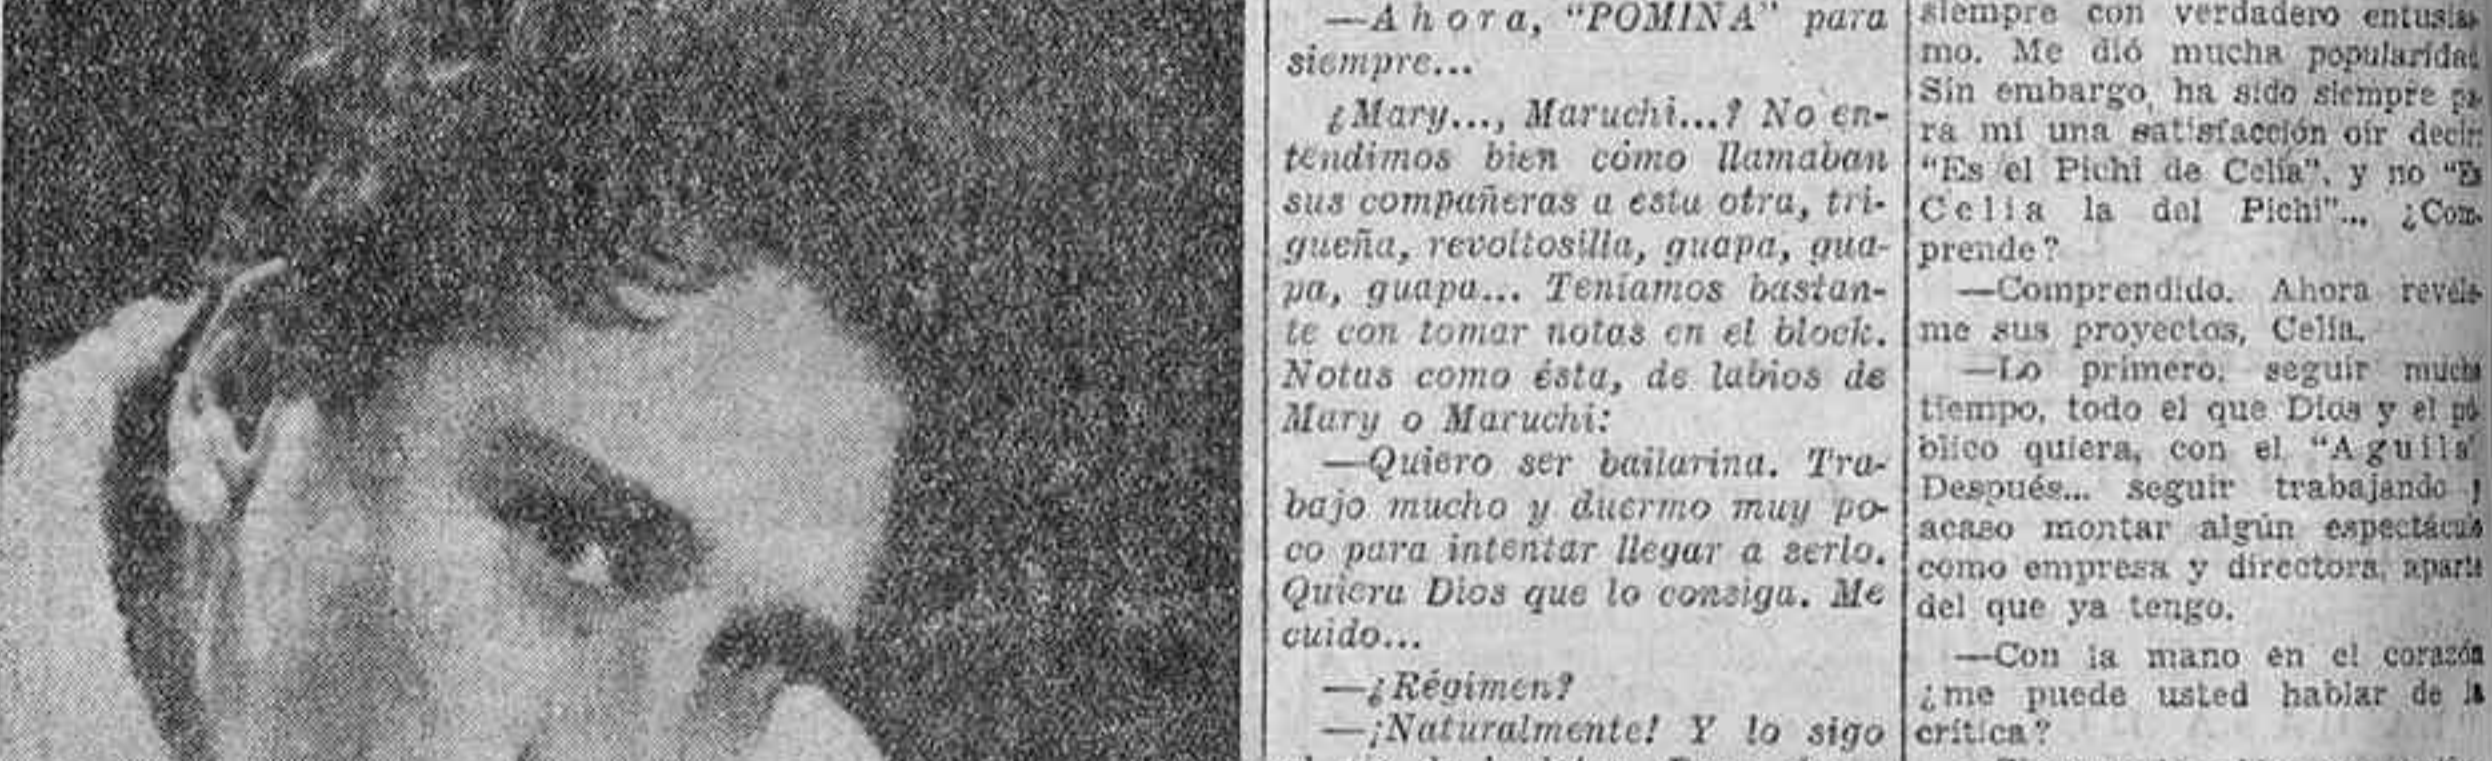 —Ahora, "POMINA" para
siempre...
¿Mary..., Maruchi...? No en-
tendimos bien cómo llamaban
sus compañeras a esta otra, tri-
gueña, revoltosilla, guapa, gua-
pa, guapa... Teníamos bastan-
te con tomar notas en el block.
Notas como ésta, de labios de
Mary o Maruchi:
—Quiero ser bailarina. Tra-
bajo mucho y duermo muy po-
co para intentar llegar a serlo.
Quiera Dios que lo consiga. Me
cuido...
—¿Régimen?
—¡Naturalmente! Y lo sigo
siempre con verdadero entusias-
mo. Me dió mucha popularidad
Sin embargo, ha sido siempre pa-
ra mí una satisfacción oír decir:
"Es el Pichi de Celia", y no "Es
Celia la del Pichi"... ¿Com-
prende?
—Comprendido. Ahora revele-
me sus proyectos, Celia.
—Lo primero, seguir mucho
tiempo, todo el que Dios y el pú-
blico quiera, con el "Aguila"
Después... seguir trabajando y
acaso montar algún espectáculo
como empresa y directora, aparte
del que ya tengo.
—Con la mano en el corazón
¿me puede usted hablar de la
crítica?